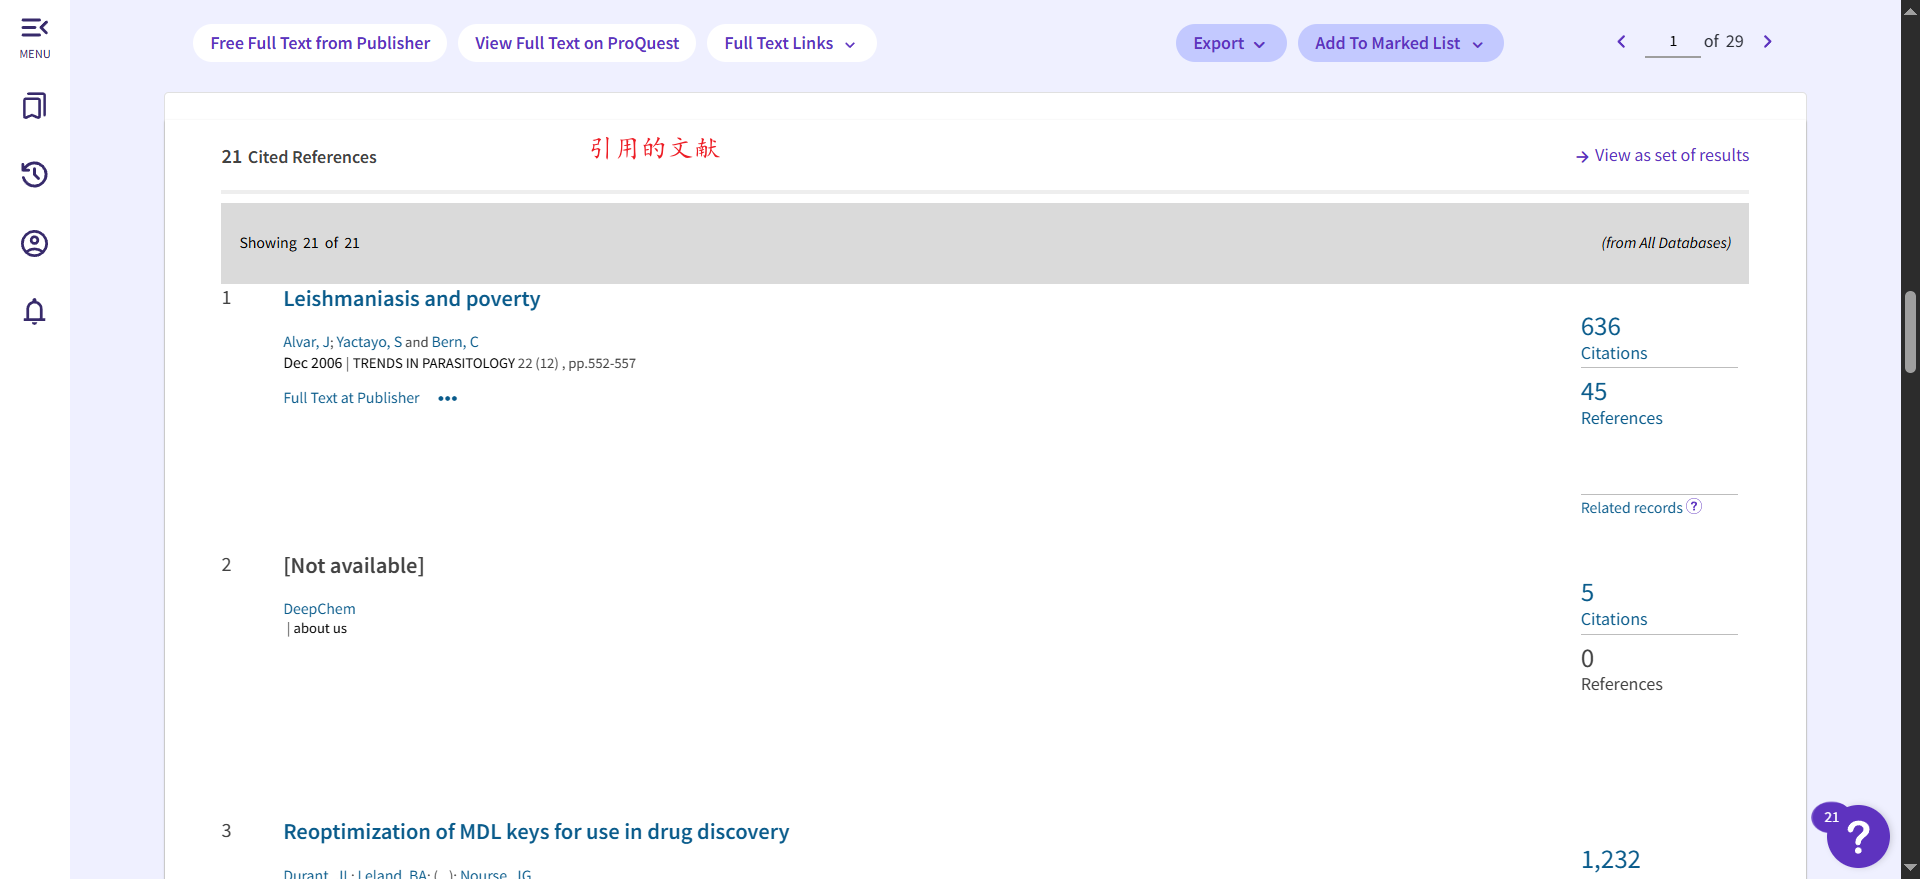 MENU
Free Full Text from Publisher
View Full Text on ProQuest
Full Text Links
Export
Add To Marked List
1 of 29
21 Cited References
引用的文献
View as set of results
Showing 21 of 21
(from All Databases)
1
Leishmaniasis and poverty
Alvar, J; Yactayo, S and Bern, C
Dec 2006 | TRENDS IN PARASITOLOGY 22 (12) , pp.552-557
Full Text at Publisher
636
Citations
45
References
Related records ?
2
[Not available]
DeepChem
| about us
5
Citations
0
References
3
Reoptimization of MDL keys for use in drug discovery
Durant, JL; Leland, BA; (...); Nourse, JG
1,232
21
?